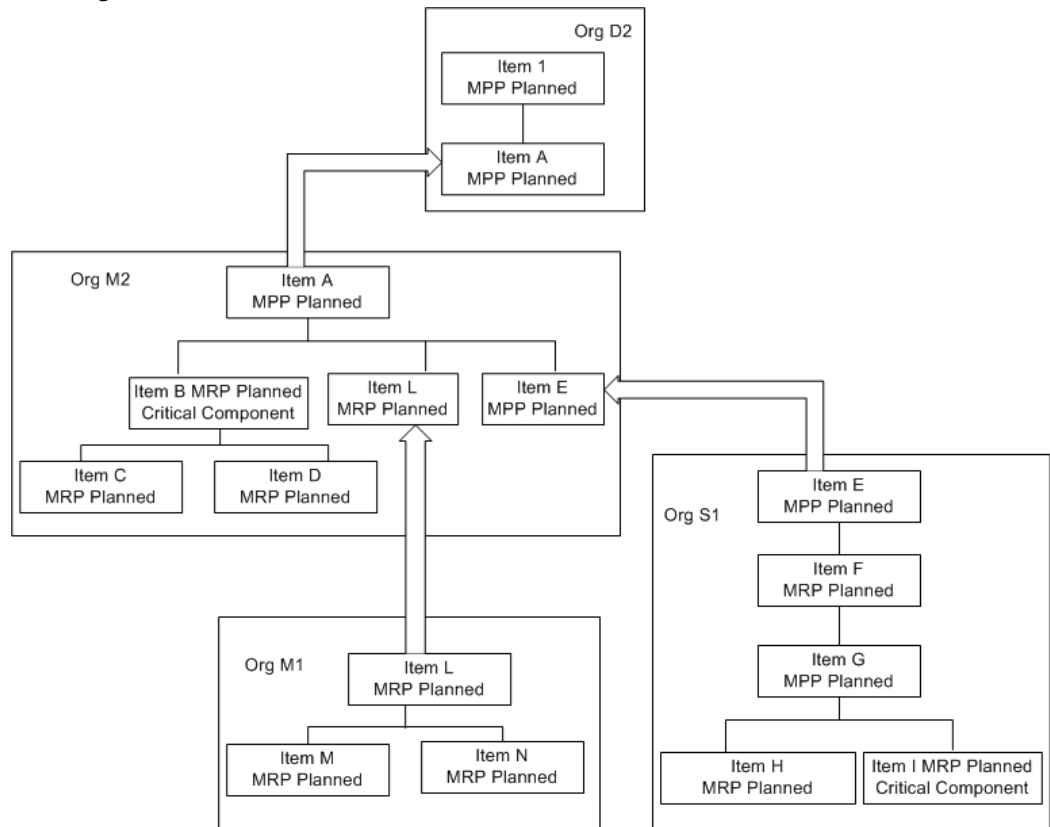 Org D2
Item 1
MPP Planned
Item A
MPP Planned
Org M2
Item A
MPP Planned
Item B MRP Planned
Critical Component
Item L
MRP Planned
Item E
MPP Planned
Item C
MRP Planned
Item D
MRP Planned
Org S1
Item E
MPP Planned
Item F
MRP Planned
Item G
MPP Planned
Item H
MRP Planned
Item I MRP Planned
Critical Component
Org M1
Item L
MRP Planned
Item M
MRP Planned
Item N
MRP Planned